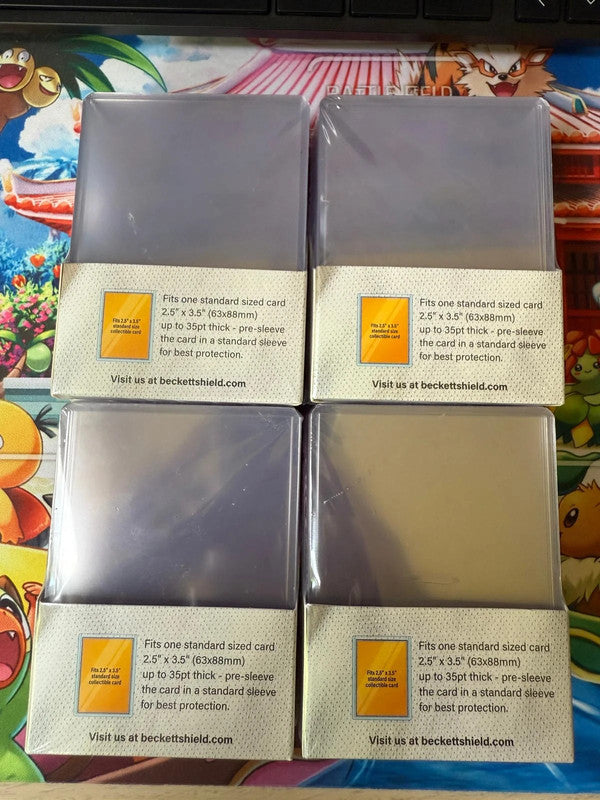 BATTLE FIELD
Fits one standard sized card
2.5" x 3.5" (63x88mm)
up to 35pt thick - pre-sleeve
the card in a standard sleeve
for best protection.
Fits 2.5" x 3.5"
standard size
collectible card
Visit us at beckettshield.com
Fits one standard sized card
2.5" x 3.5" (63x88mm)
up to 35pt thick - pre-sleeve
the card in a standard sleeve
for best protection.
Fits 2.5" x 3.5"
standard size
collectible card
Visit us at beckettshield.com
Fits one standard sized card
2.5" x 3.5" (63x88mm)
up to 35pt thick - pre-sleeve
the card in a standard sleeve
for best protection.
Fits 2.5" x 3.5"
standard size
collectible card
Visit us at beckettshield.com
Fits one standard sized card
2.5" x 3.5" (63x88mm)
up to 35pt thick - pre-sleeve
the card in a standard sleeve
for best protection.
Fits 2.5" x 3.5"
standard size
collectible card
Visit us at beckettshield.com